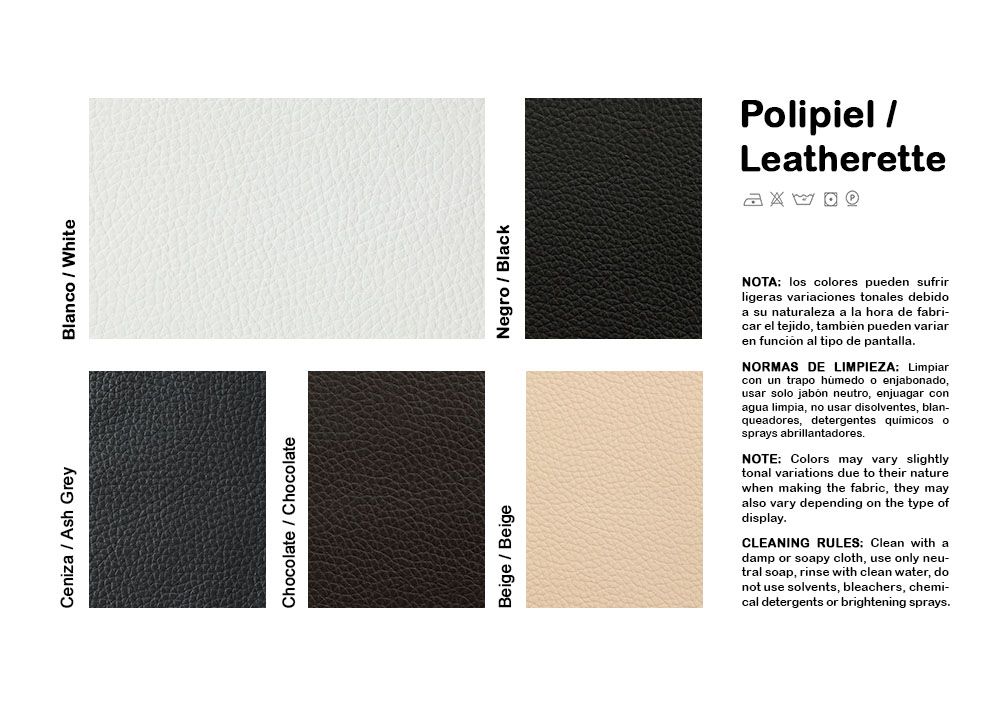 Polipiel /
Leatherette
P
Blanco / White
Negro / Black
Ceniza / Ash Grey
Chocolate / Chocolate
Beige / Beige
NOTA: los colores pueden sufrir
ligeras variaciones tonales debido
a su naturaleza a la hora de fabri-
car el tejido, también pueden variar
en función al tipo de pantalla.
NORMAS DE LIMPIEZA: Limpiar
con un trapo húmedo o enjabonado,
usar solo jabón neutro, enjuagar con
agua limpia, no usar disolventes, blan-
queadores, detergentes químicos o
sprays abrillantadores.
NOTE: Colors may vary slightly
tonal variations due to their nature
when making the fabric, they may
also vary depending on the type of
display.
CLEANING RULES: Clean with a
damp or soapy cloth, use only neu-
tral soap, rinse with clean water, do
not use solvents, bleachers, chemi-
cal detergents or brightening sprays.